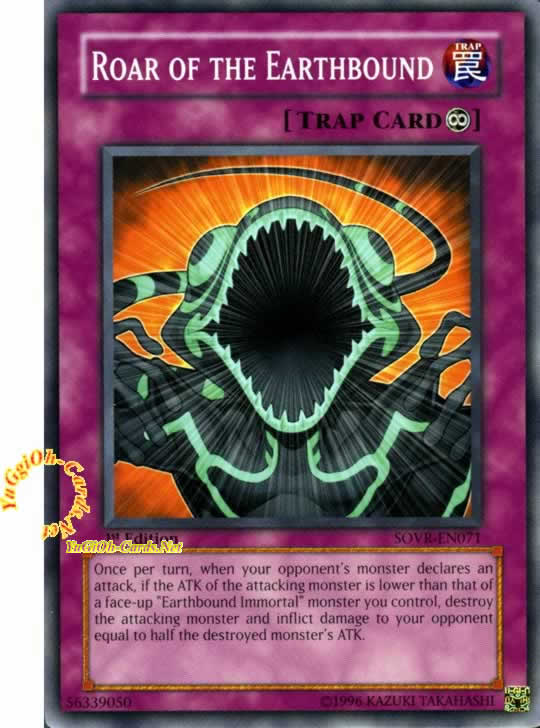 ROAR OF THE EARTHBOUND
TRAP
罠
[TRAP CARD∞]
1st Edition
SOVR-EN071
YuGgiOh-Cards.Net
YuGiOh-Cards.Net
Once per turn, when your opponent's monster declares an
attack, if the ATK of the attacking monster is lower than that of
a face-up "Earthbound Immortal" monster you control, destroy
the attacking monster and inflict damage to your opponent
equal to half the destroyed monster's ATK.
56339050
©1996 KAZUKI TAKAHASHI